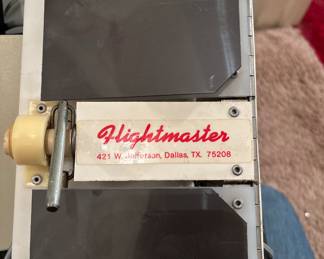 Flightmaster
421 W. Jefferson, Dallas, TX. 75208